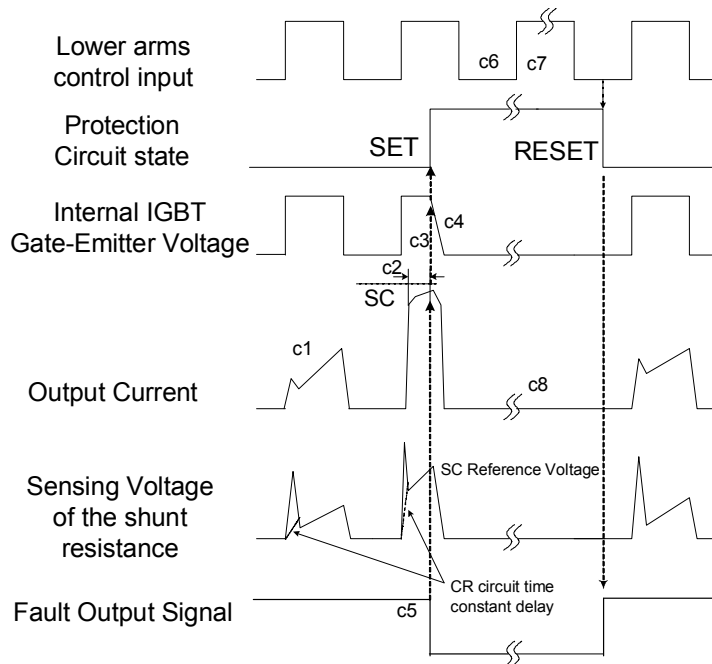 Lower arms
control input
c6
c7
Protection
Circuit state
SET
RESET
Internal IGBT
Gate-Emitter Voltage
c4
c3
c2
SC
c1
Output Current
c8
SC Reference Voltage
Sensing Voltage
of the shunt
resistance
CR circuit time
constant delay
Fault Output Signal
c5